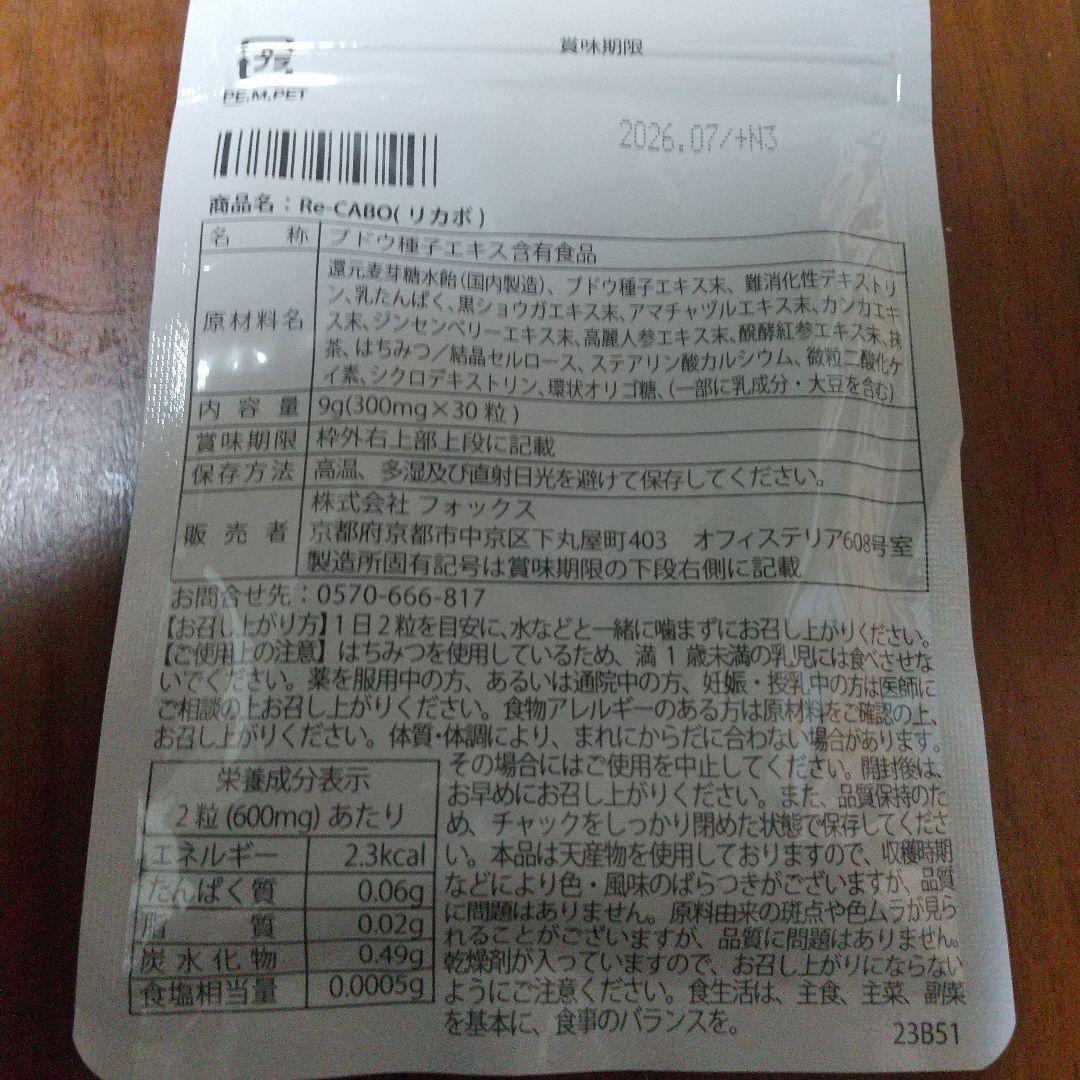 賞味期限
プラ
PE,M,PET
2026.07/+N3
商品名:Re-CABO(リカボ)
名 称 ブドウ種子エキス含有食品
原材料名 還元麦芽糖水飴(国内製造)、ブドウ種子エキス末、難消化性デキストリ
ン、乳たんぱく、黒ショウガエキス末、アマチャヅルエキス末、カンカエキ
ス末、ジンセンベリーエキス末、高麗人参エキス末、醗酵紅参エキス末、抹
茶、はちみつ/結晶セルロース、ステアリン酸カルシウム、微粒二酸化ケ
イ素、シクロデキストリン、環状オリゴ糖、(一部に乳成分・大豆を含む)
内容量 9g(300mg×30粒)
賞味期限 枠外右上部上段に記載
保存方法 高温、多湿及び直射日光を避けて保存してください。
販売者 株式会社 フォックス
京都府京都市中京区下丸屋町403 オフィステリア608号室
製造所固有記号は賞味期限の下段右側に記載
お問合せ先:0570-666-817
【お召し上がり方】1日2粒を目安に、水などと一緒に噛まずにお召し上がりください。
【ご使用上の注意】はちみつを使用しているため、満1歳未満の乳児には食べさせな
いでください。薬を服用中の方、あるいは通院中の方、妊娠・授乳中の方は医師に
ご相談の上お召し上がりください。食物アレルギーのある方は原材料をご確認の上、
お召し上がりください。体質・体調により、まれにからだに合わない場合があります。
その場合にはご使用を中止してください。開封後は、
お早めにお召し上がりください。また、品質保持のた
め、チャックをしっかり閉めた状態で保存してくださ
い。本品は天産物を使用しておりますので、収穫時期
などにより色・風味のばらつきがございますが、品質
に問題はありません。原料由来の斑点や色ムラが見ら
れることがございますが、品質に問題はありません。
乾燥剤が入っていますので、お召し上がりにならない
ようにご注意ください。食生活は、主食、主菜、副菜
を基本に、食事のバランスを。
栄養成分表示
2粒(600mg)あたり
エネルギー 2.3kcal
たんぱく質 0.06g
脂質 0.02g
炭水化物 0.49g
食塩相当量 0.0005g
23B51